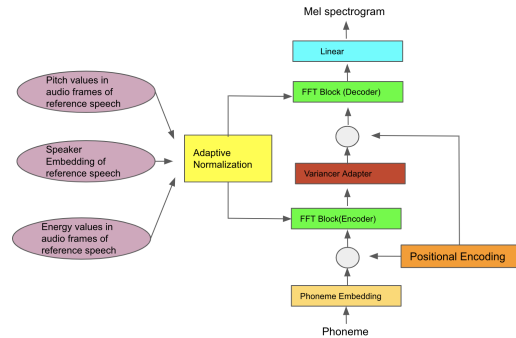 Mel spectrogram
Linear
FFT Block (Decoder)
Pitch values in
audio frames of
reference speech
Speaker
Embedding of
reference speech
Adaptive
Normalization
Variancer Adapter
FFT Block(Encoder)
Energy values in
audio frames of
reference speech
Positional Encoding
Phoneme Embedding
Phoneme